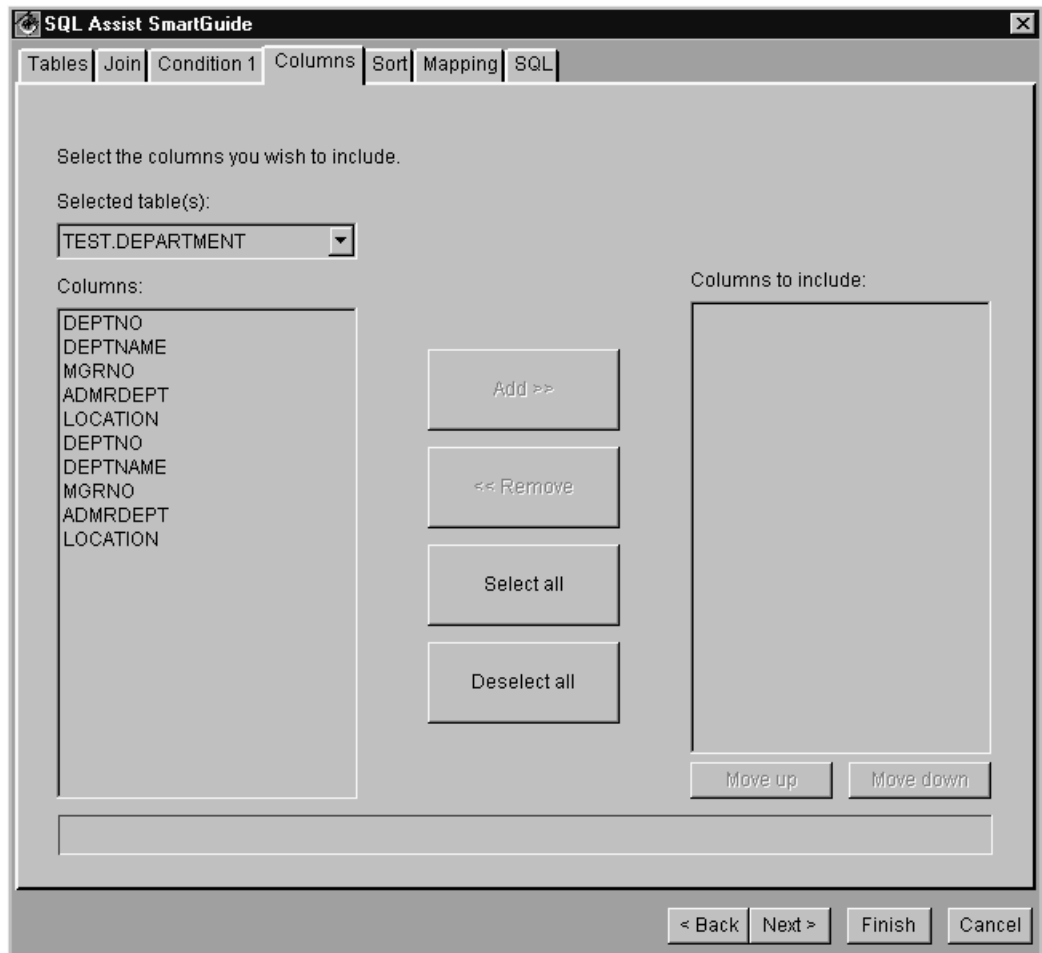 SQL Assist SmartGuide
Tables Join Condition 1 Columns Sort Mapping SQL
Select the columns you wish to include.
Selected table(s):
TEST.DEPARTMENT
Columns:
DEPTNO
DEPTNAME
MGRNO
ADMRDEPT
LOCATION
DEPTNO
DEPTNAME
MGRNO
ADMRDEPT
LOCATION
Add >>
<< Remove
Select all
Deselect all
Columns to include:
Move up Move down
< Back Next > Finish Cancel